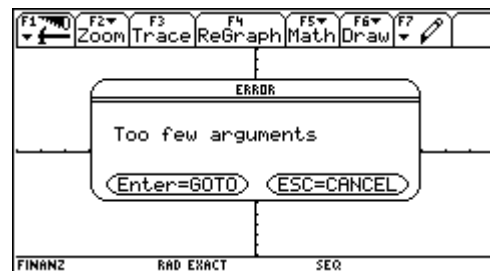 F1 F2 F3 F4 F5 F6 F7
Zoom Trace ReGraph Math Draw
ERROR
Too few arguments
Enter=GOTO ESC=CANCEL
FINANZ RAD EXACT SEQ